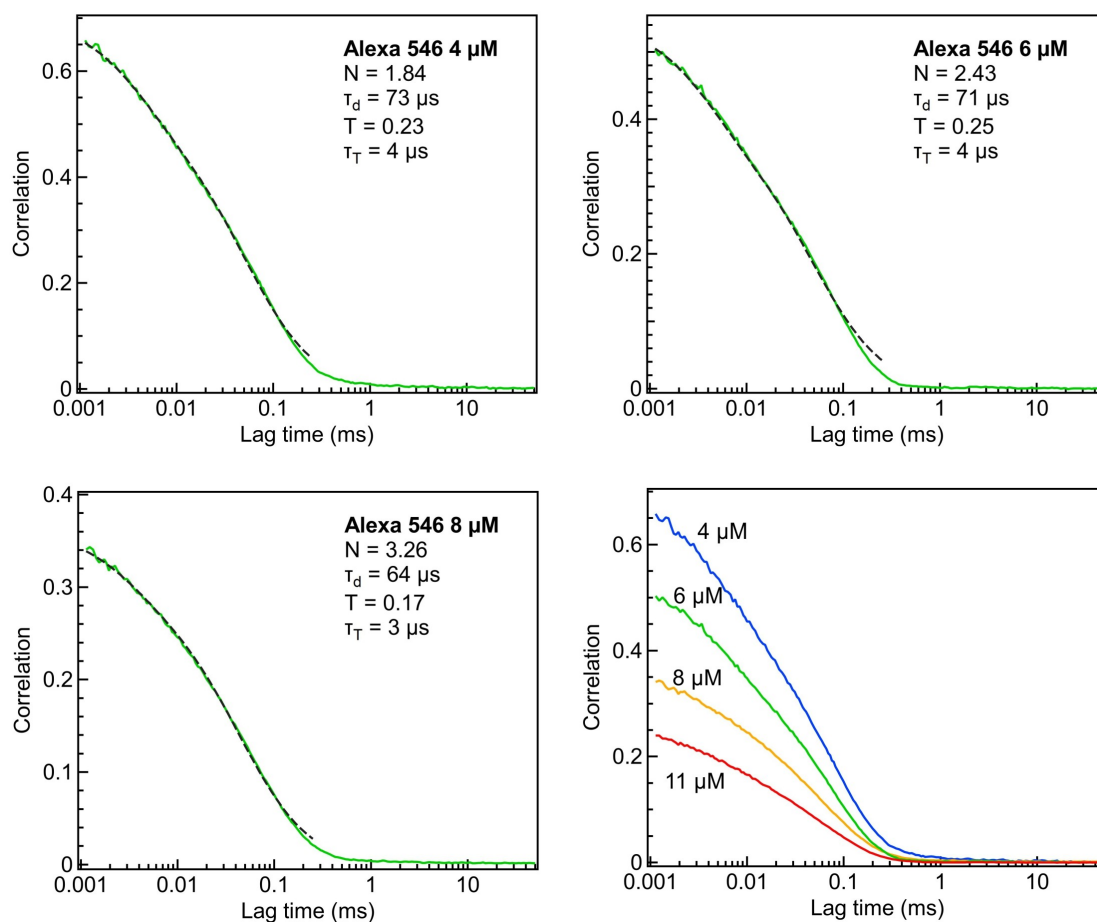 Alexa 546 4 µM
N = 1.84
τd = 73 µs
T = 0.23
τT = 4 µs
0.6
0.4
0.2
0
Correlation
0.001 0.01 0.1 1 10
Lag time (ms)
Alexa 546 6 µM
N = 2.43
τd = 71 µs
T = 0.25
τT = 4 µs
0.4
0.2
0
Correlation
0.001 0.01 0.1 1 10
Lag time (ms)
Alexa 546 8 µM
N = 3.26
τd = 64 µs
T = 0.17
τT = 3 µs
0.4
0.3
0.2
0.1
0
Correlation
0.001 0.01 0.1 1 10
Lag time (ms)
4 µM
6 µM
8 µM
11 µM
0.6
0.4
0.2
0
Correlation
0.001 0.01 0.1 1 10
Lag time (ms)